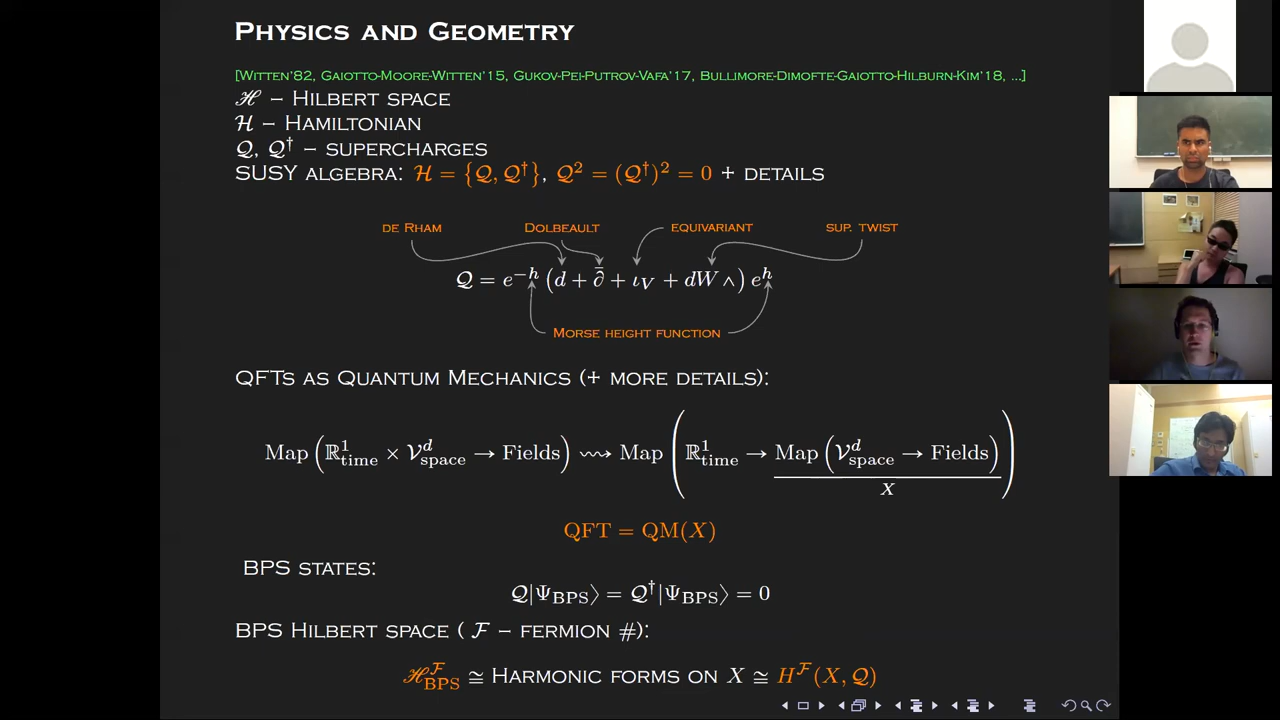 Physics and Geometry
[Witten'82, Gaiotto-Moore-Witten'15, Gukov-Pei-Putrov-Vafa'17, Bullimore-Dimofte-Gaiotto-Hilburn-Kim'18, ...]
ℋ – Hilbert space
H – Hamiltonian
Q, Q† – supercharges
SUSY algebra: H = {Q, Q†}, Q² = (Q†)² = 0 + details
de Rham Dolbeault equivariant sup. twist
Q = e^{-h} (d + ∂̄ + ι_V + dW ∧) e^{h}
Morse height function
QFTs as Quantum Mechanics (+ more details):
Map (ℝ¹_time × V^d_space → Fields) ⇝ Map (ℝ¹_time → Map (V^d_space → Fields))
X
QFT = QM(X)
BPS states:
Q|Ψ_BPS⟩ = Q†|Ψ_BPS⟩ = 0
BPS Hilbert space ( F – fermion #):
ℋ^F_BPS ≅ Harmonic forms on X ≅ H^F(X, Q)